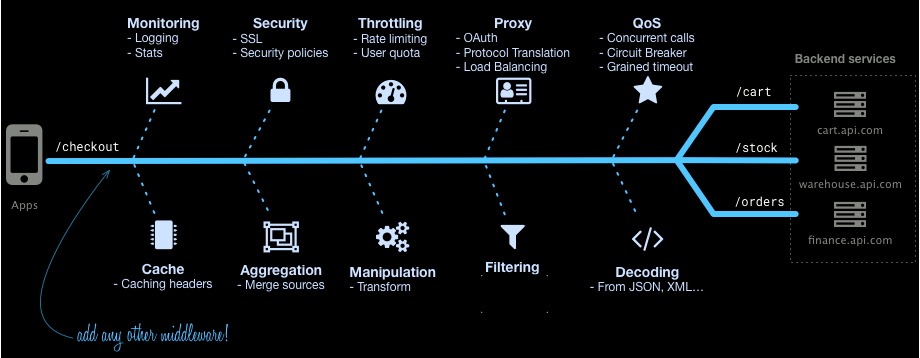 Monitoring
- Logging
- Stats
Security
- SSL
- Security policies
Throttling
- Rate limiting
- User quota
Proxy
- OAuth
- Protocol Translation
- Load Balancing
QoS
- Concurrent calls
- Circuit Breaker
- Grained timeout
Backend services
/cart
cart.api.com
/checkout
/stock
warehouse.api.com
Apps
/orders
finance.api.com
Cache
- Caching headers
Aggregation
- Merge sources
Manipulation
- Transform
Filtering
Decoding
- From JSON, XML...
add any other middleware!